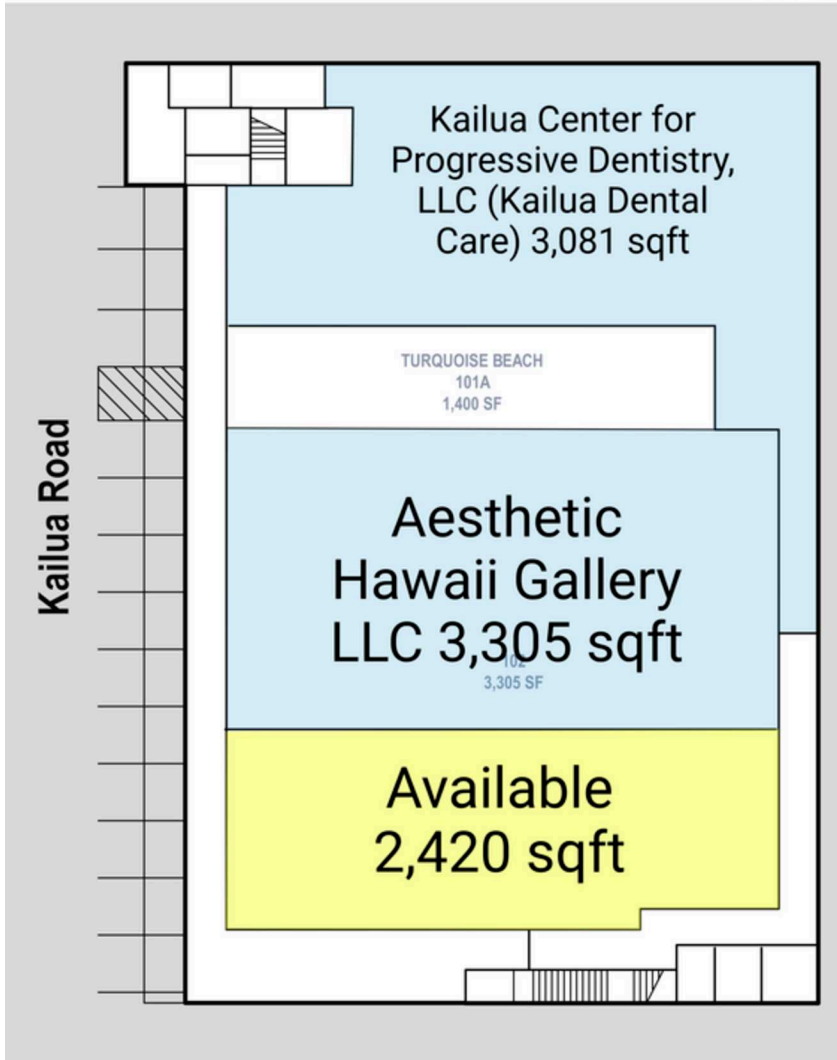 Kailua Center for
Progressive Dentistry,
LLC (Kailua Dental
Care) 3,081 sqft
TURQUOISE BEACH
101A
1,400 SF
Kailua Road
Aesthetic
Hawaii Gallery
LLC 3,305 sqft
102
3,305 SF
Available
2,420 sqft